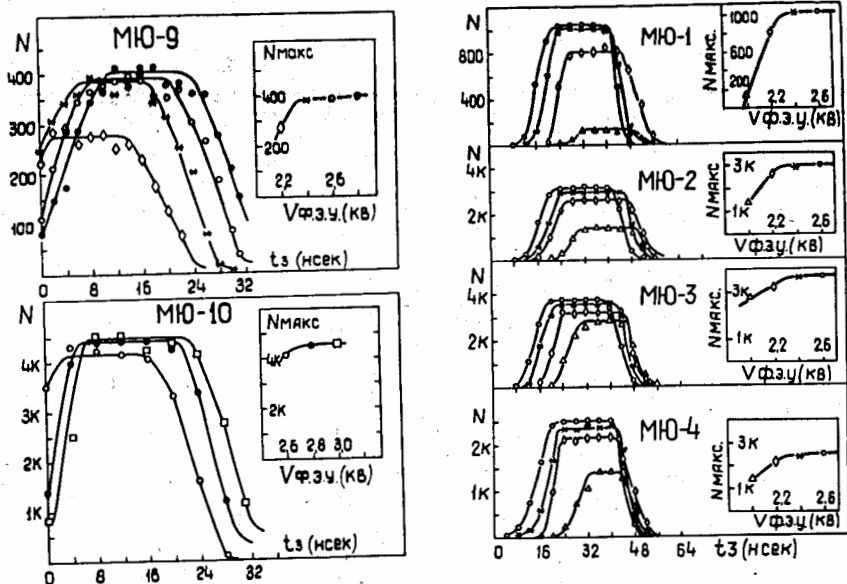 N
МЮ-9
400
300
200
100
0 8 16 24 32
tз (нсек)
Nмакс
400
200
2,2 2,6
Vф.э.у.(кв)
N
МЮ-10
4к
3к
2к
1к
0 8 16 24 32
tз (нсек)
Nмакс
4к
2к
2,6 2,8 3,0
Vф.э.у.(кв)
N
МЮ-1
800
400
Nмакс.
1000
800
600
200
2,2 2,6
Vф.э.у.(кв)
N
МЮ-2
4к
2к
Nмакс
3к
1к
2,2 2,6
Vф.э.у.(кв)
N
МЮ-3
4к
2к
Nмакс.
3к
1к
2,2 2,6
Vф.э.у.(кв)
N
МЮ-4
2к
1к
Nмакс
3к
1к
2,2 2,6
Vф.э.у.(кв)
0 16 32 48 64 tз (нсек)